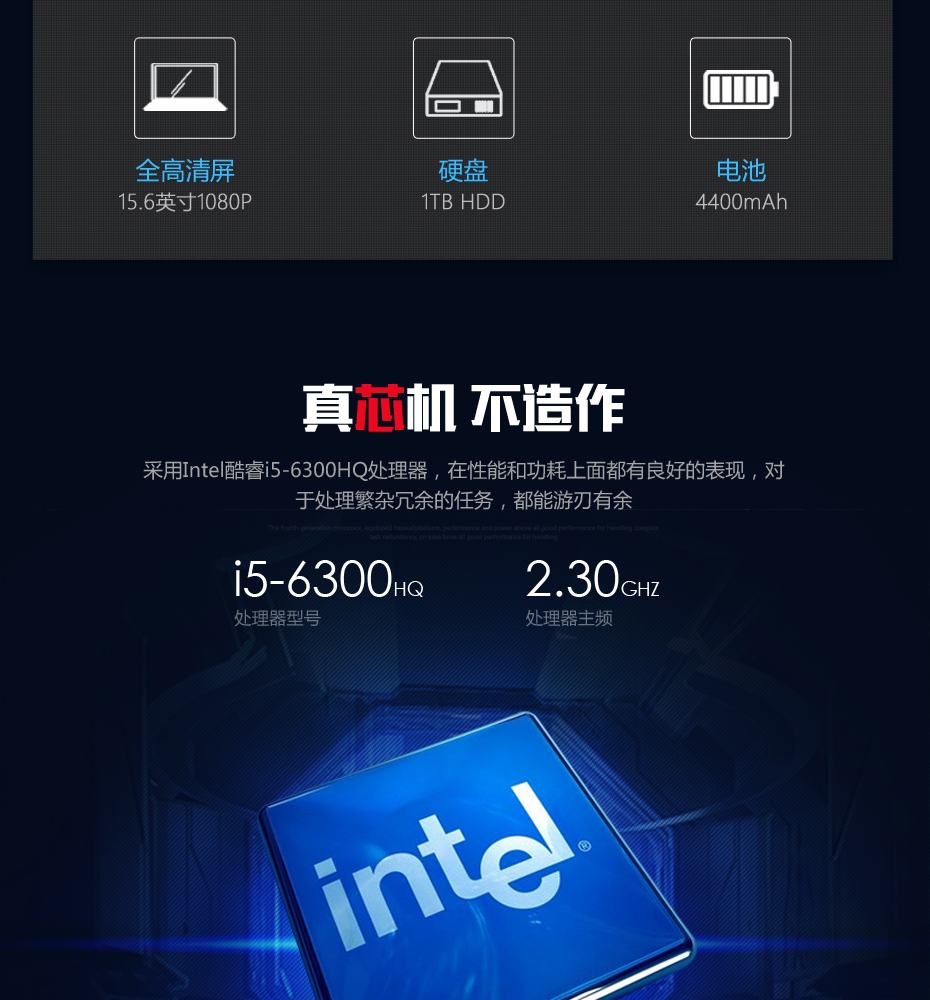 全高清屏 硬盘 电池
15.6英寸1080P 1TB HDD 4400mAh
真芯机 不造作
采用Intel酷睿i5-6300HQ处理器，在性能和功耗上面都有良好的表现，对
于处理繁杂冗余的任务，都能游刃有余
i5-6300HQ 2.30GHZ
处理器型号 处理器主频
intel®